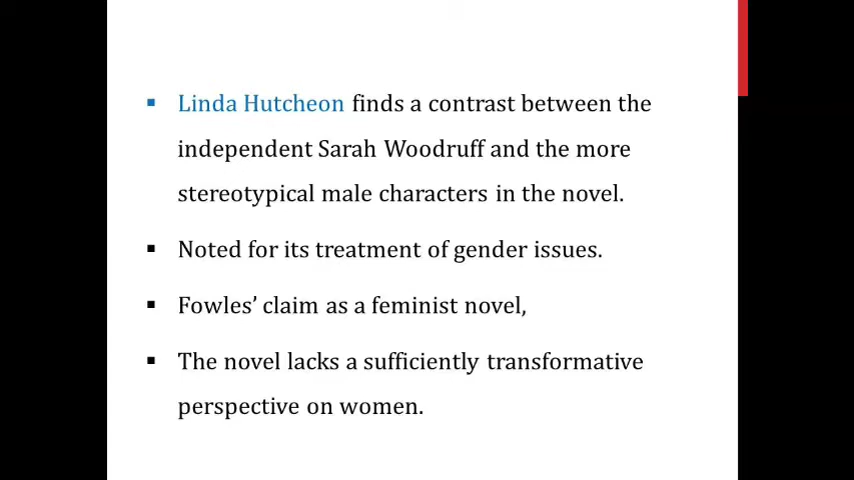 ▪ Linda Hutcheon finds a contrast between the
independent Sarah Woodruff and the more
stereotypical male characters in the novel.
▪ Noted for its treatment of gender issues.
▪ Fowles’ claim as a feminist novel,
▪ The novel lacks a sufficiently transformative
perspective on women.